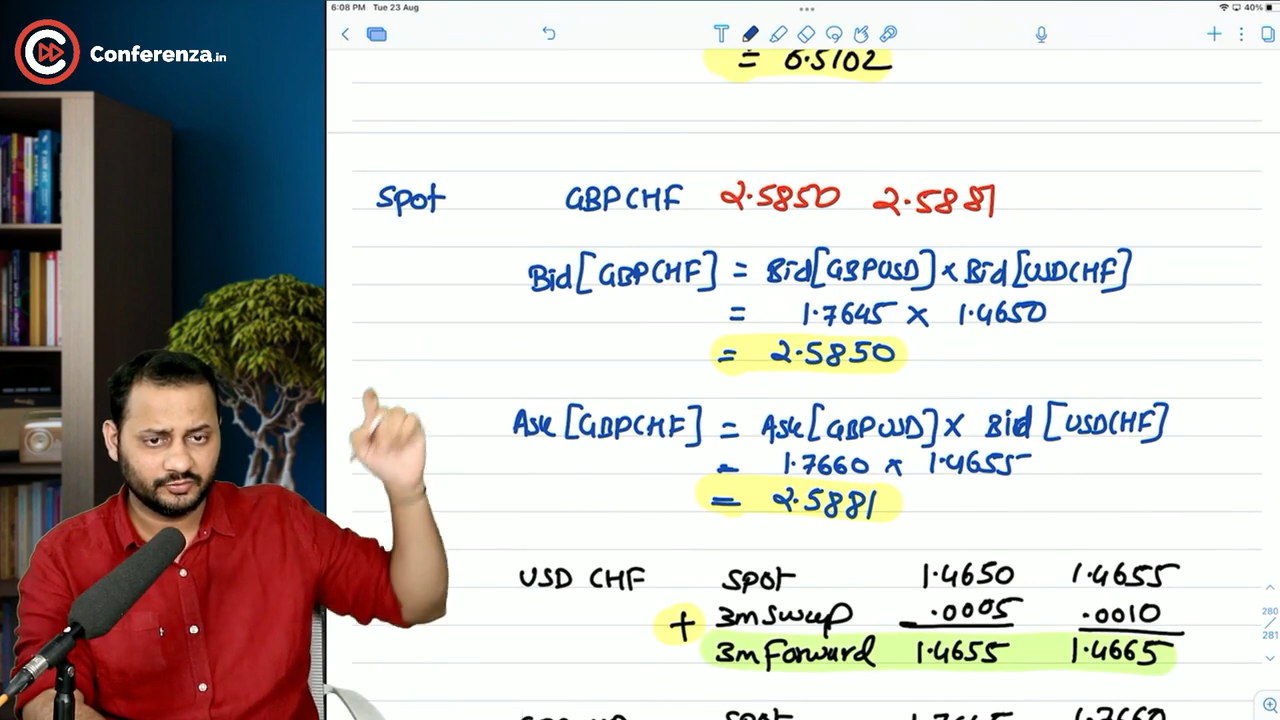 6:08 PM Tue 23 Aug
40%
Conferenza.in
= 6.5102
Spot GBPCHF 2.5850 2.5881
Bid[GBPCHF] = Bid[GBPUSD] × Bid[USDCHF]
= 1.7645 × 1.4650
= 2.5850
Ask[GBPCHF] = Ask[GBPUSD] × Bid[USDCHF]
= 1.7660 × 1.4655
= 2.5881
USD CHF Spot 1.4650 1.4655
+ 3m Swap .0005 .0010
3m Forward 1.4655 1.4665
280
/
281